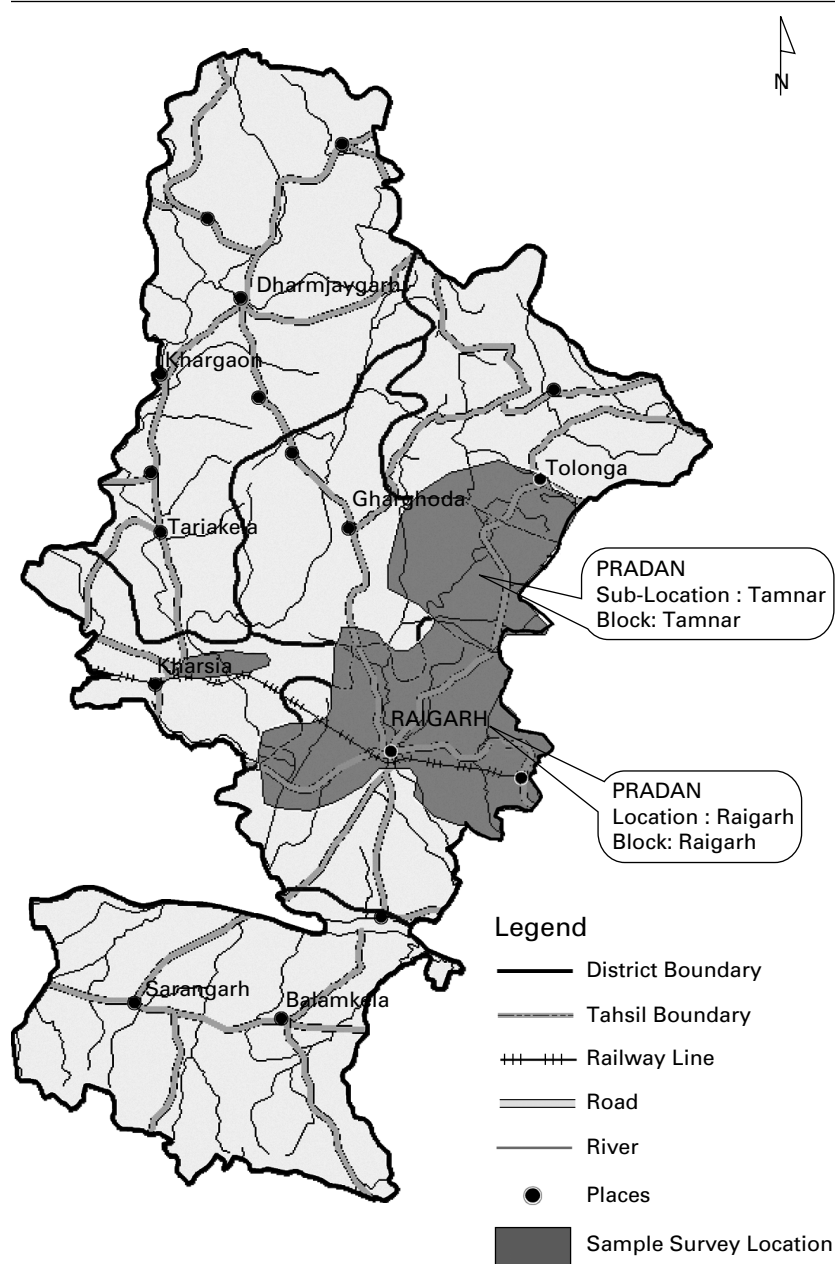 N
Dharmjaygarh
Khargaon
Tolonga
Gharghoda
Tariakela
PRADAN
Sub-Location : Tamnar
Block: Tamnar
Kharsia
RAIGARH
PRADAN
Location : Raigarh
Block: Raigarh
Legend
District Boundary
Sarangarh
Balamkela
Tahsil Boundary
Railway Line
Road
River
Places
Sample Survey Location